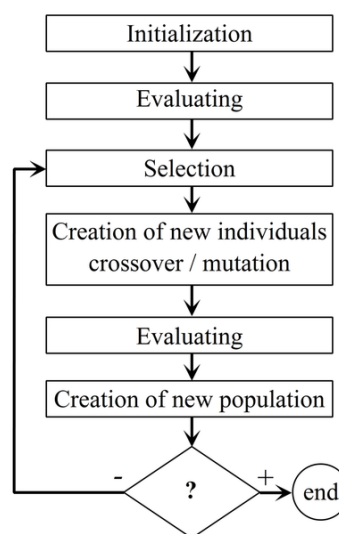 Initialization
Evaluating
Selection
Creation of new individuals
crossover / mutation
Evaluating
Creation of new population
- ? + end